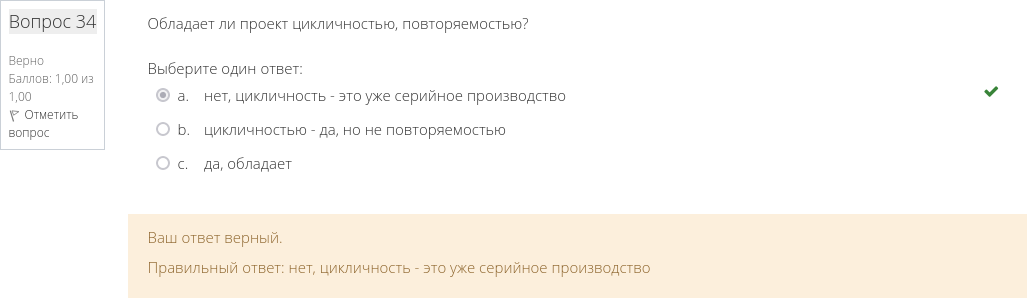 Вопрос 34
Верно
Баллов: 1,00 из
1,00
Отметить
вопрос
Обладает ли проект цикличностью, повторяемостью?
Выберите один ответ:
a. нет, цикличность - это уже серийное производство
b. цикличностью - да, но не повторяемостью
c. да, обладает
Ваш ответ верный.
Правильный ответ: нет, цикличность - это уже серийное производство